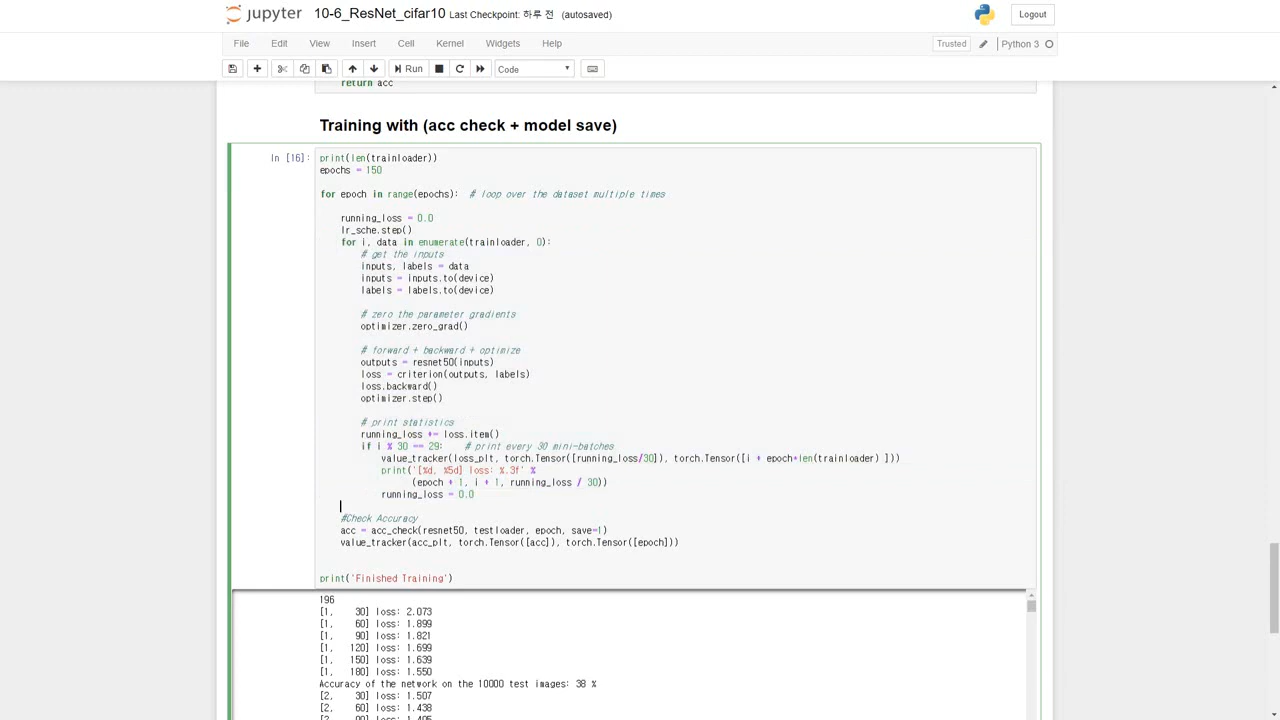 jupyter 10-6_ResNet_cifar10 Last Checkpoint: 하루 전 (autosaved)
Logout
File Edit View Insert Cell Kernel Widgets Help
Trusted Python 3
Run Code
return acc
Training with (acc check + model save)
In [16]: print(len(trainloader))
epochs = 150
for epoch in range(epochs):  # loop over the dataset multiple times
running_loss = 0.0
lr_sche.step()
for i, data in enumerate(trainloader, 0):
# get the inputs
inputs, labels = data
inputs = inputs.to(device)
labels = labels.to(device)
# zero the parameter gradients
optimizer.zero_grad()
# forward + backward + optimize
outputs = resnet50(inputs)
loss = criterion(outputs, labels)
loss.backward()
optimizer.step()
# print statistics
running_loss += loss.item()
if i % 30 == 29:    # print every 30 mini-batches
value_tracker(loss_plt, torch.Tensor([running_loss/30]), torch.Tensor([i + epoch*len(trainloader) ]))
print('[%d, %5d] loss: %.3f' %
(epoch + 1, i + 1, running_loss / 30))
running_loss = 0.0
#Check Accuracy
acc = acc_check(resnet50, testloader, epoch, save=1)
value_tracker(acc_plt, torch.Tensor([acc]), torch.Tensor([epoch]))
print('Finished Training')
196
[1,    30] loss: 2.073
[1,    60] loss: 1.899
[1,    90] loss: 1.821
[1,   120] loss: 1.699
[1,   150] loss: 1.639
[1,   180] loss: 1.550
Accuracy of the network on the 10000 test images: 38 %
[2,    30] loss: 1.507
[2,    60] loss: 1.438